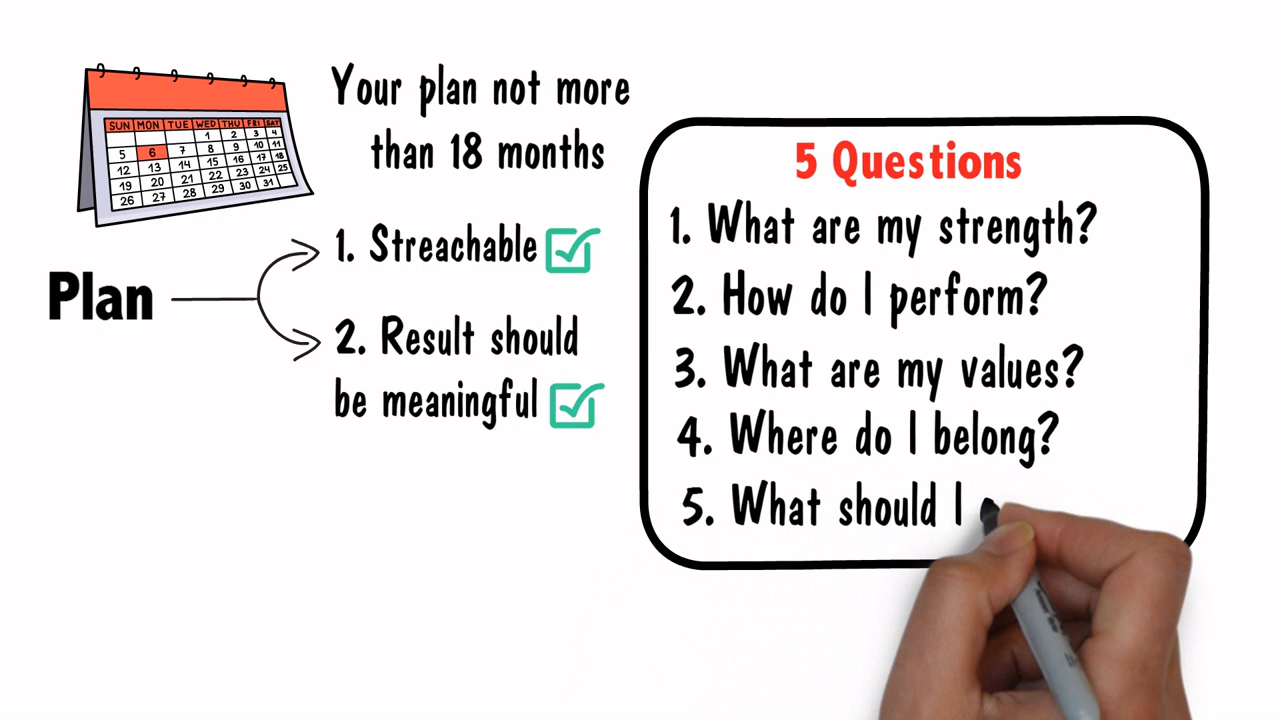 Your plan not more
than 18 months
SUN MON TUE WED THU FRI SAT
1 2 3 4
5 6 7 8 9 10 11
12 13 14 15 16 17 18
19 20 21 22 23 24 25
26 27 28 29 30 31
Plan
1. Streachable
2. Result should
be meaningful
5 Questions
1. What are my strength?
2. How do I perform?
3. What are my values?
4. Where do I belong?
5. What should I